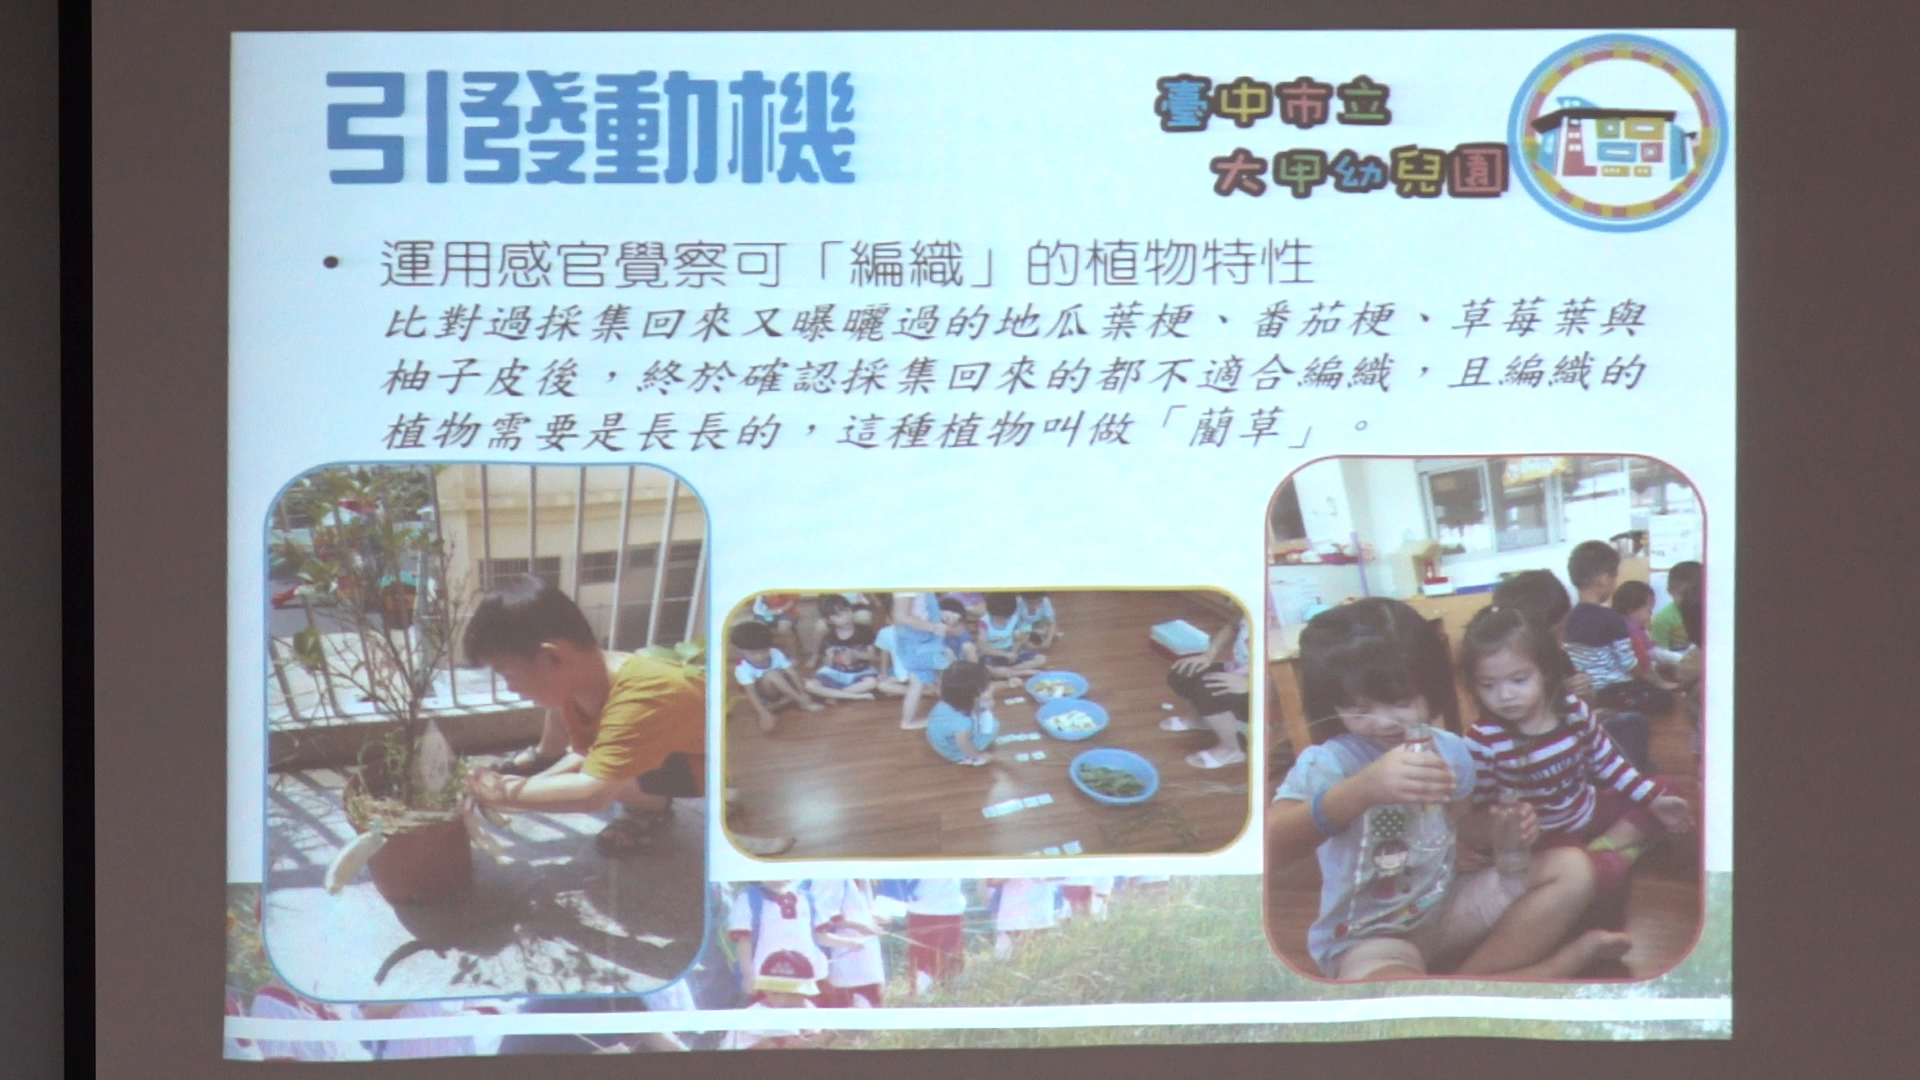 引發動機
臺中市立
大甲幼兒園
• 運用感官覺察可「編織」的植物特性
比對過採集回來又曝曬過的地瓜葉梗、番茄梗、草莓葉與
柚子皮後，終於確認採集回來的都不適合編織，且編織的
植物需要是長長的，這種植物叫做「藺草」。